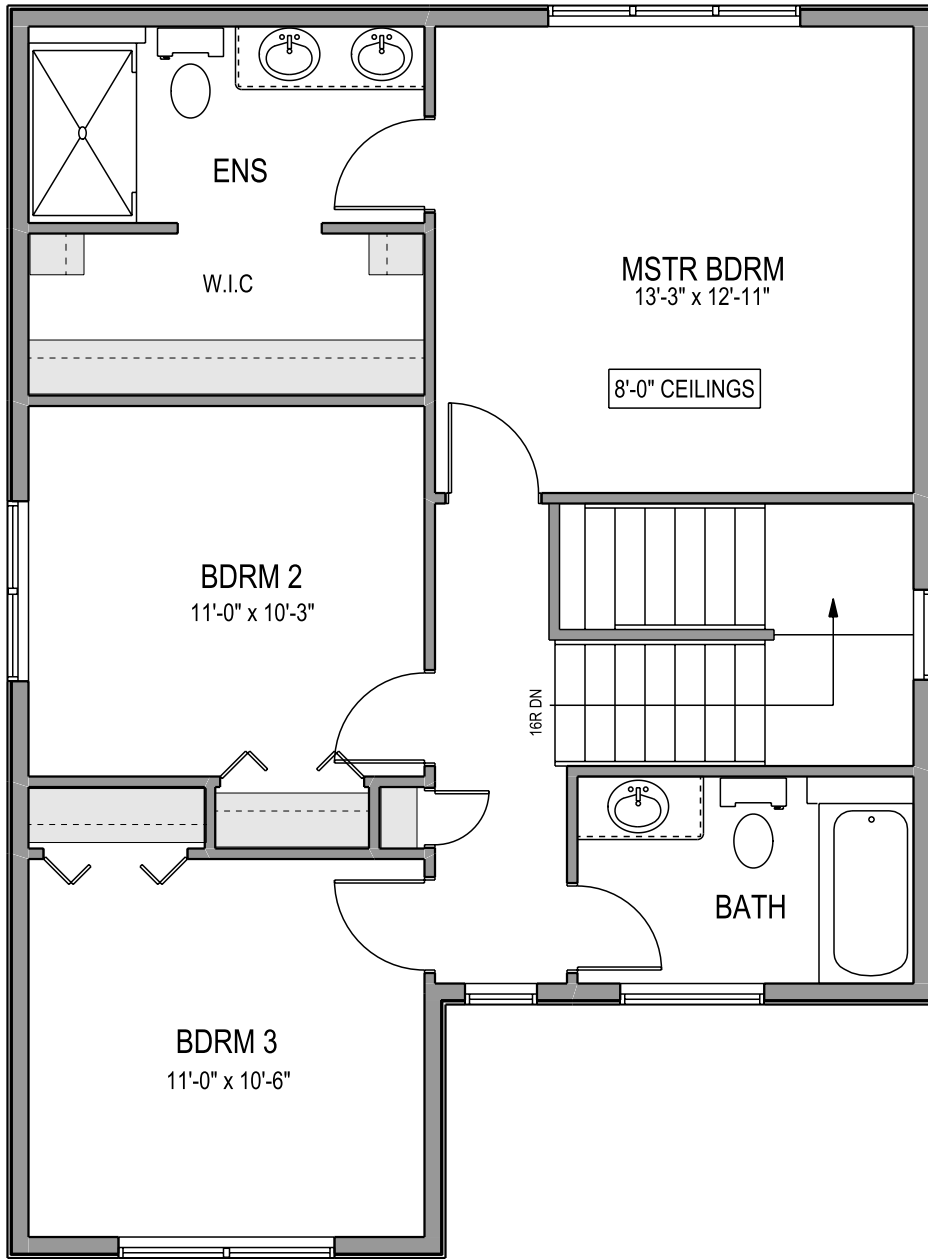 ENS
W.I.C
MSTR BDRM
13'-3" x 12'-11"
8'-0" CEILINGS
BDRM 2
11'-0" x 10'-3"
16R DN
BATH
BDRM 3
11'-0" x 10'-6"